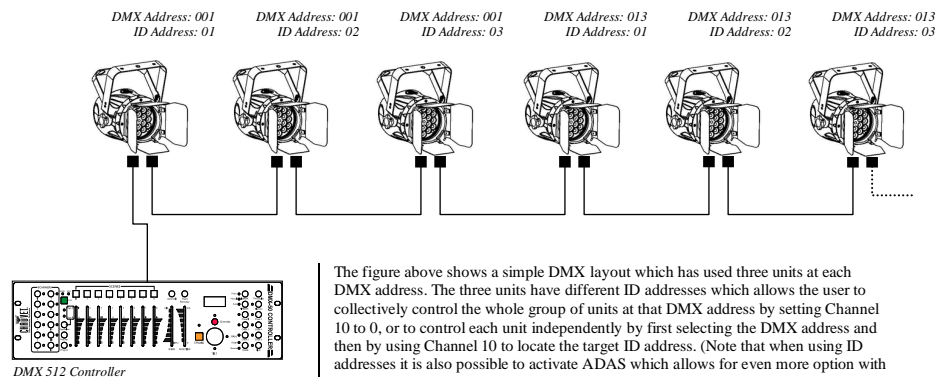 DMX Address: 001 DMX Address: 001 DMX Address: 001 DMX Address: 013 DMX Address: 013 DMX Address: 013
ID Address: 01 ID Address: 02 ID Address: 03 ID Address: 01 ID Address: 02 ID Address: 03
CHAUVET
DMX 512 Controller
The figure above shows a simple DMX layout which has used three units at each
DMX address. The three units have different ID addresses which allows the user to
collectively control the whole group of units at that DMX address by setting Channel
10 to 0, or to control each unit independently by first selecting the DMX address and
then by using Channel 10 to locate the target ID address. (Note that when using ID
addresses it is also possible to activate ADAS which allows for even more option with